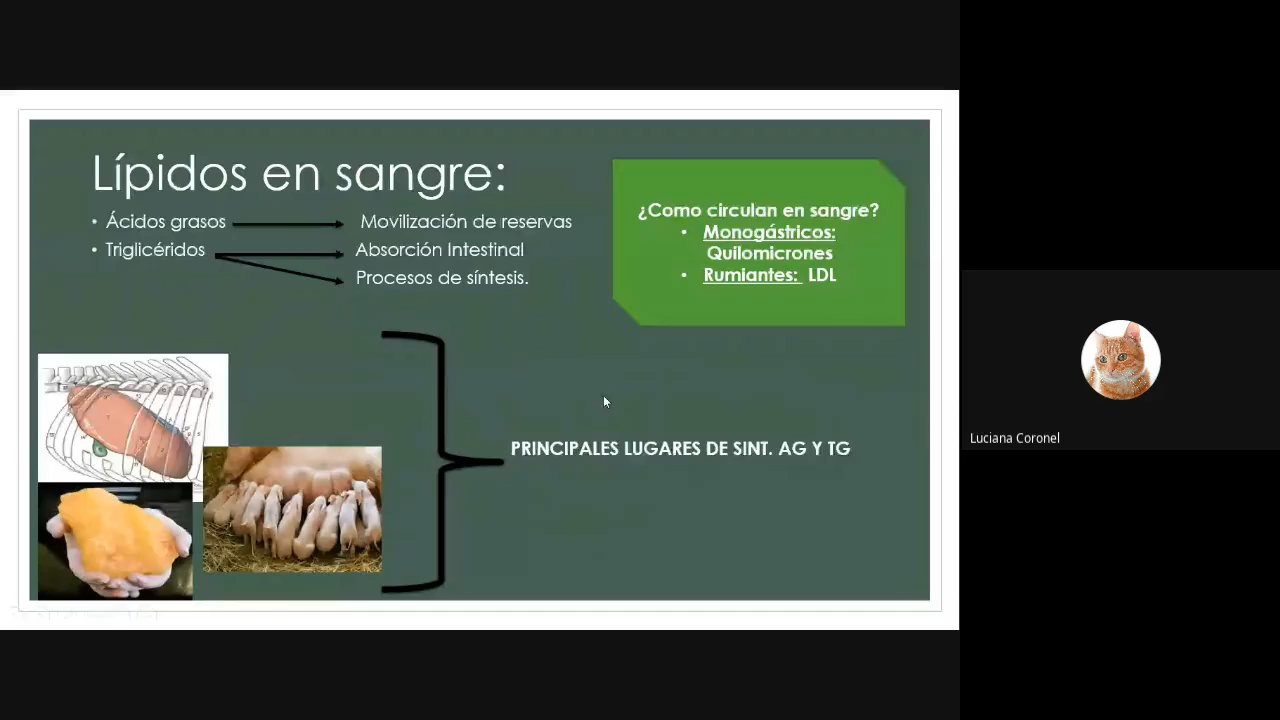 Lípidos en sangre:
• Ácidos grasos Movilización de reservas
• Triglicéridos Absorción Intestinal
Procesos de síntesis.
¿Como circulan en sangre?
• Monogástricos:
Quilomicrones
• Rumiantes: LDL
PRINCIPALES LUGARES DE SINT. AG Y TG
Luciana Coronel